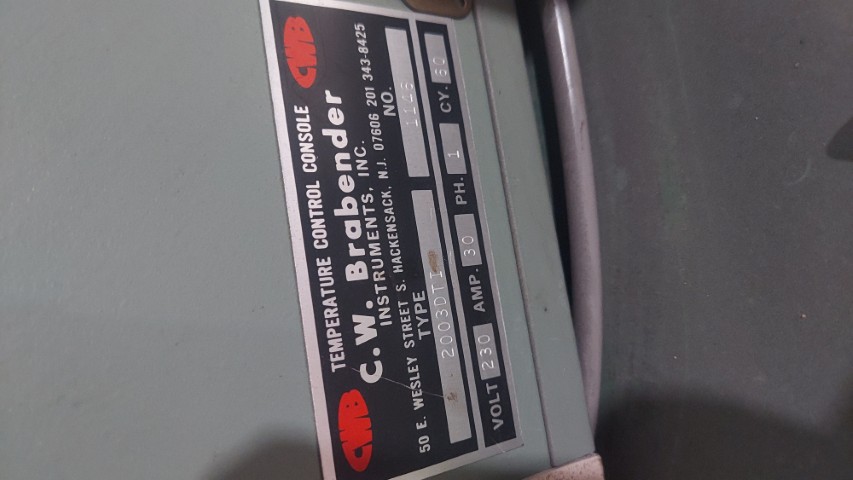 CWB TEMPERATURE CONTROL CONSOLE CWB
C.W. Brabender
INSTRUMENTS, INC.
50 E. WESLEY STREET S. HACKENSACK, N.J. 07606 201 343-8425
TYPE NO.
2003DTI 1146
VOLT 230 AMP. 30 PH. 1 CY. 60